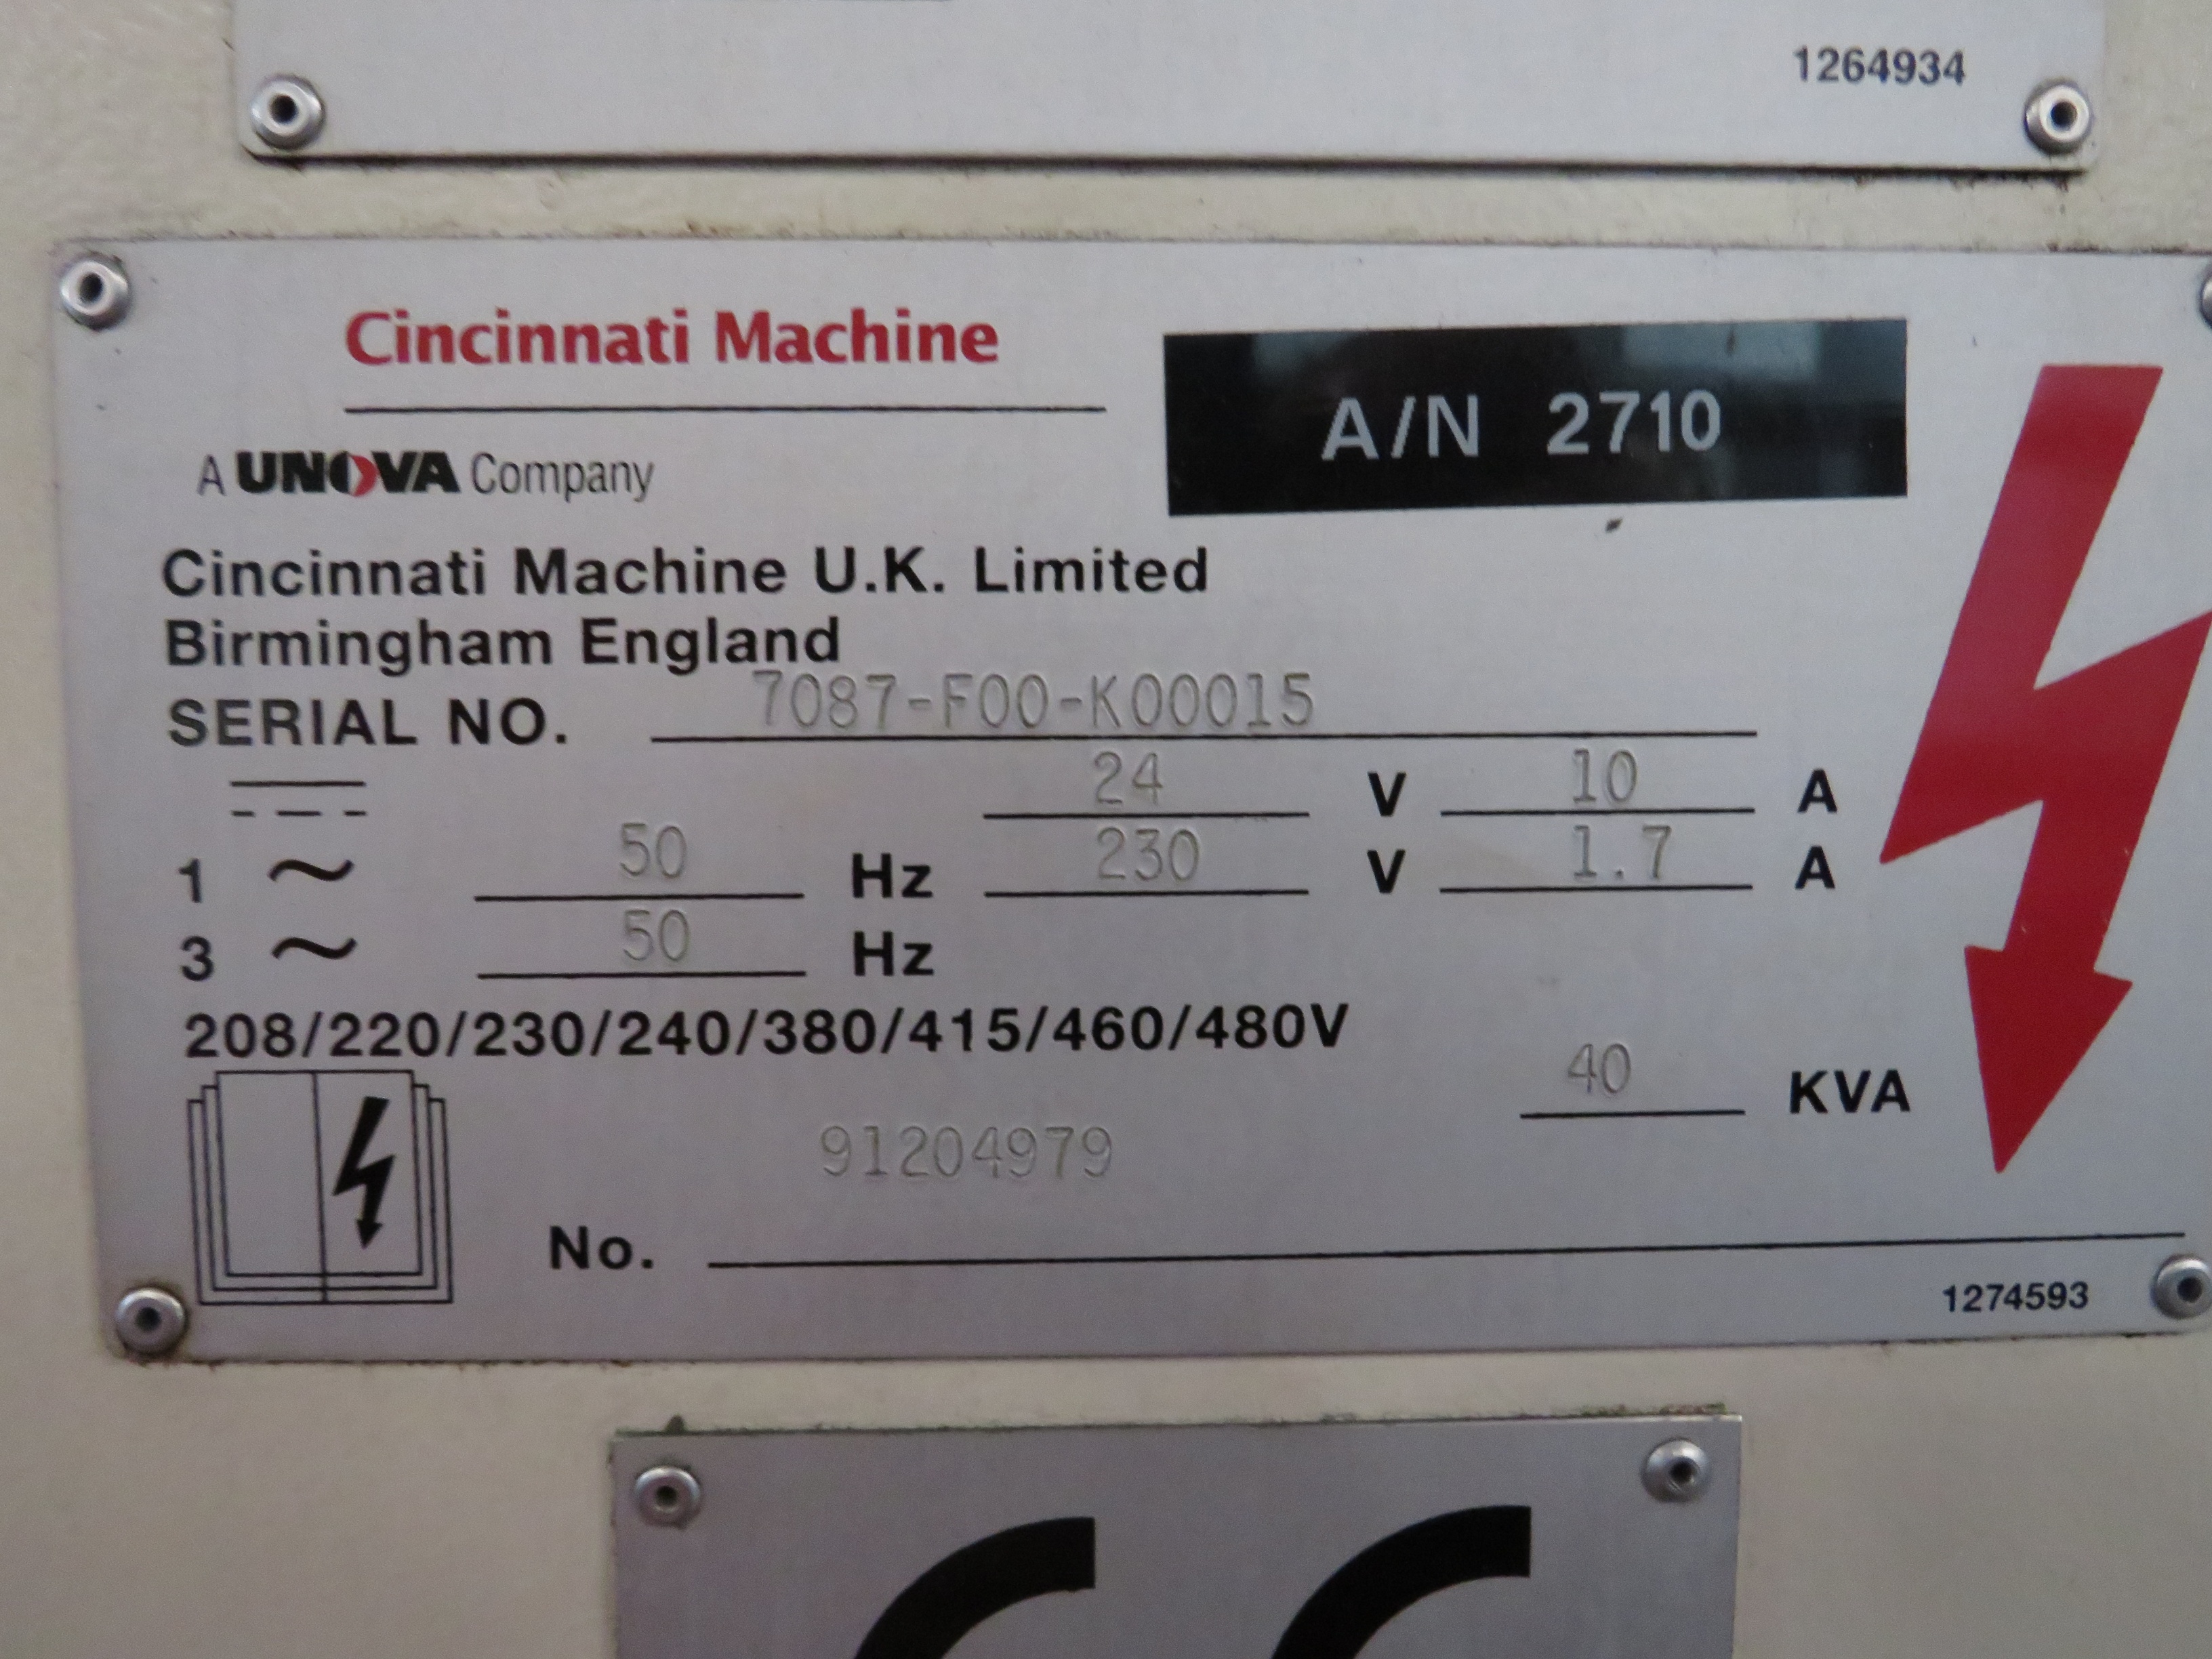 1264934
Cincinnati Machine
A/N 2710
A UNOVA Company
Cincinnati Machine U.K. Limited
Birmingham England
SERIAL NO. 7087-F00-K00015
24 V 10 A
1 ~ 50 Hz 230 V 1.7 A
3 ~ 50 Hz
208/220/230/240/380/415/460/480V
40 KVA
91204979
No.
1274593
CE